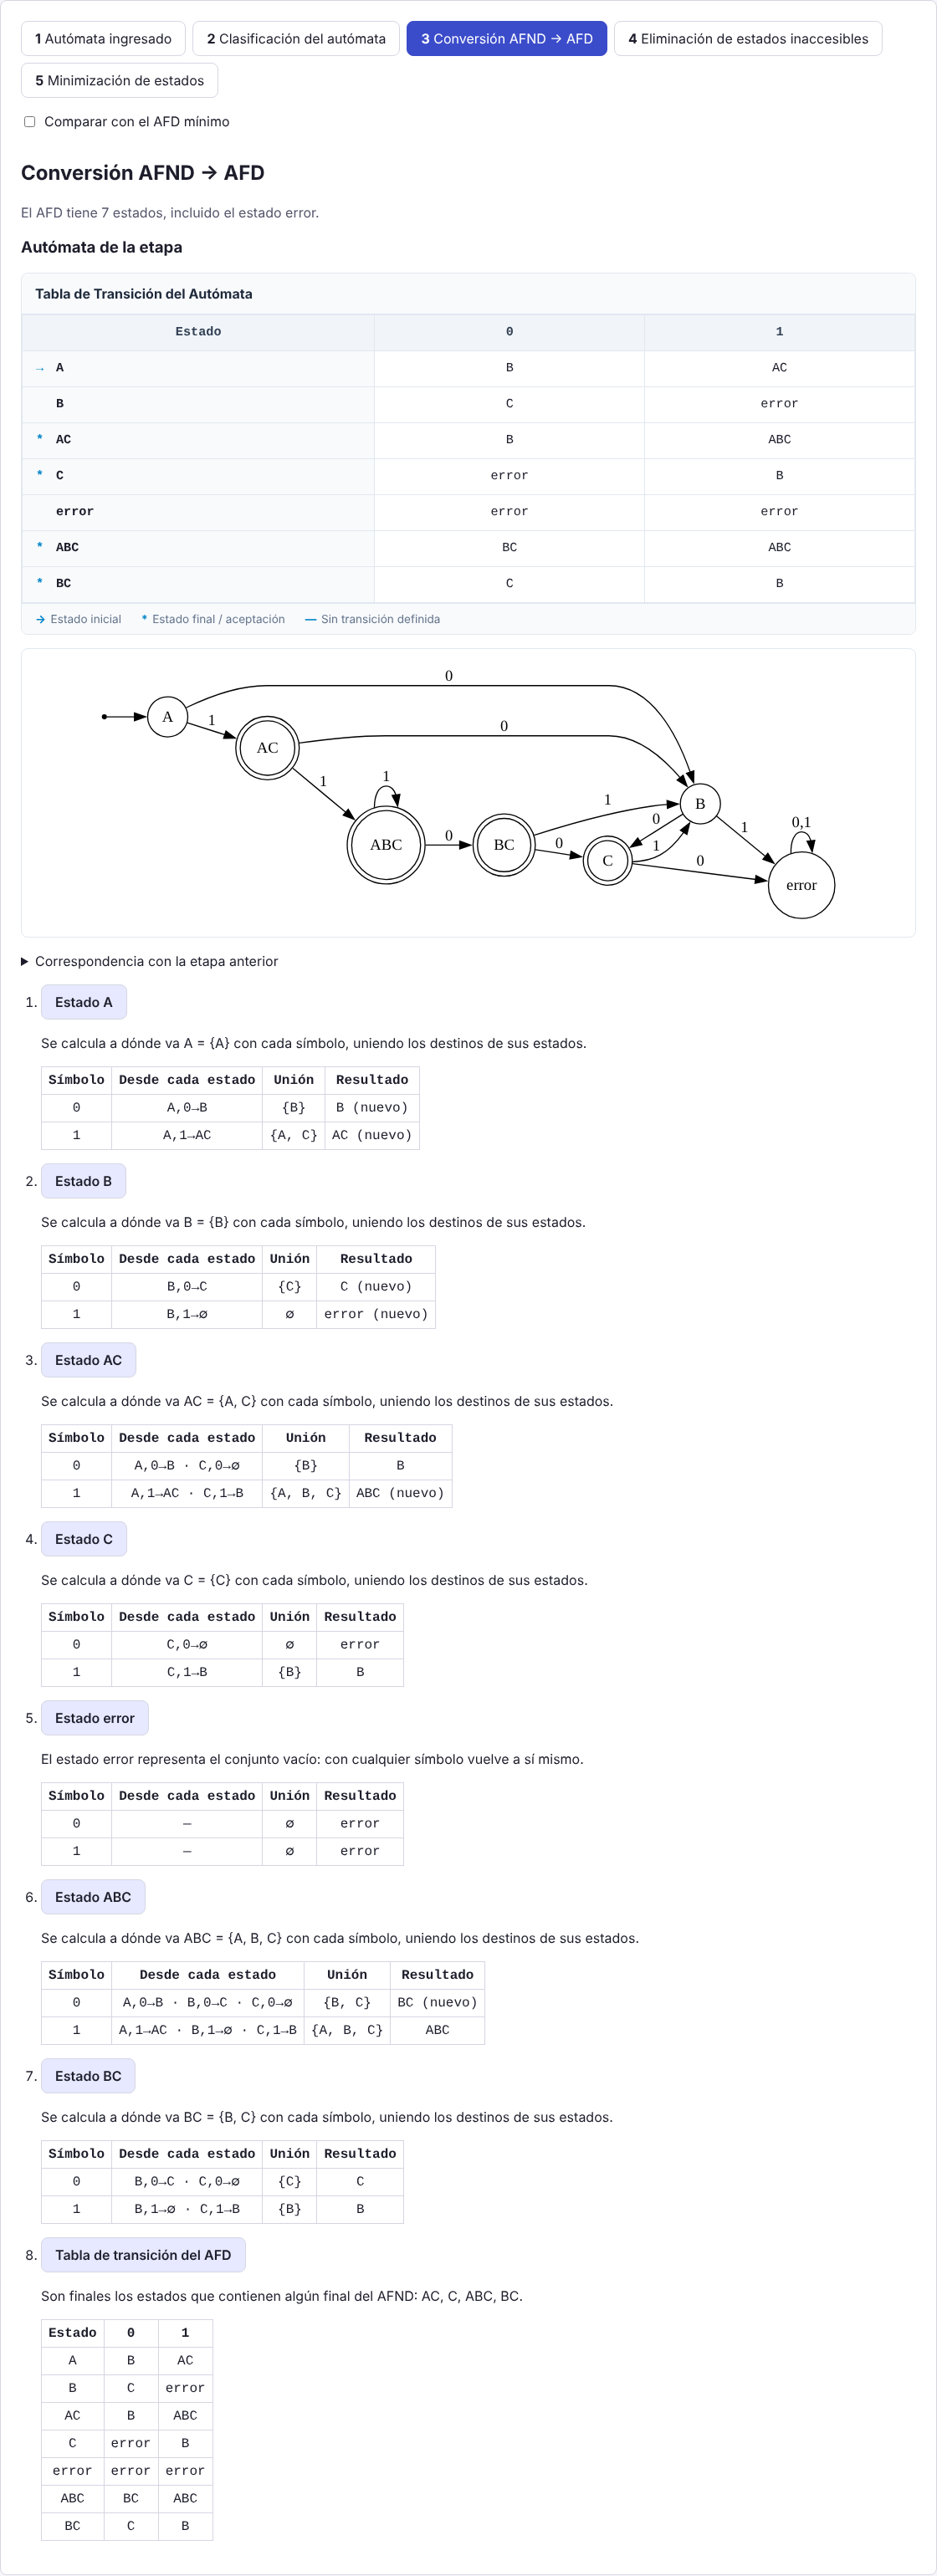 1 Autómata ingresado 2 Clasificación del autómata 3 Conversión AFND → AFD 4 Eliminación de estados inaccesibles
5 Minimización de estados
Comparar con el AFD mínimo
Conversión AFND → AFD
El AFD tiene 7 estados, incluido el estado error.
Autómata de la etapa
Tabla de Transición del Autómata
Estado 0 1
→ A B AC
B C error
* AC B ABC
* C error B
error error error
* ABC BC ABC
* BC C B
→ Estado inicial * Estado final / aceptación — Sin transición definida
0
A
1
AC
0
1
1
ABC
0
BC
1
0
C
0
1
B
1
0
0,1
error
▶ Correspondencia con la etapa anterior
1. Estado A
Se calcula a dónde va A = {A} con cada símbolo, uniendo los destinos de sus estados.
Símbolo Desde cada estado Unión Resultado
0 A,0→B {B} B (nuevo)
1 A,1→AC {A, C} AC (nuevo)
2. Estado B
Se calcula a dónde va B = {B} con cada símbolo, uniendo los destinos de sus estados.
Símbolo Desde cada estado Unión Resultado
0 B,0→C {C} C (nuevo)
1 B,1→∅ ∅ error (nuevo)
3. Estado AC
Se calcula a dónde va AC = {A, C} con cada símbolo, uniendo los destinos de sus estados.
Símbolo Desde cada estado Unión Resultado
0 A,0→B · C,0→∅ {B} B
1 A,1→AC · C,1→B {A, B, C} ABC (nuevo)
4. Estado C
Se calcula a dónde va C = {C} con cada símbolo, uniendo los destinos de sus estados.
Símbolo Desde cada estado Unión Resultado
0 C,0→∅ ∅ error
1 C,1→B {B} B
5. Estado error
El estado error representa el conjunto vacío: con cualquier símbolo vuelve a sí mismo.
Símbolo Desde cada estado Unión Resultado
0 — ∅ error
1 — ∅ error
6. Estado ABC
Se calcula a dónde va ABC = {A, B, C} con cada símbolo, uniendo los destinos de sus estados.
Símbolo Desde cada estado Unión Resultado
0 A,0→B · B,0→C · C,0→∅ {B, C} BC (nuevo)
1 A,1→AC · B,1→∅ · C,1→B {A, B, C} ABC
7. Estado BC
Se calcula a dónde va BC = {B, C} con cada símbolo, uniendo los destinos de sus estados.
Símbolo Desde cada estado Unión Resultado
0 B,0→C · C,0→∅ {C} C
1 B,1→∅ · C,1→B {B} B
8. Tabla de transición del AFD
Son finales los estados que contienen algún final del AFND: AC, C, ABC, BC.
Estado 0 1
A B AC
B C error
AC B ABC
C error B
error error error
ABC BC ABC
BC C B